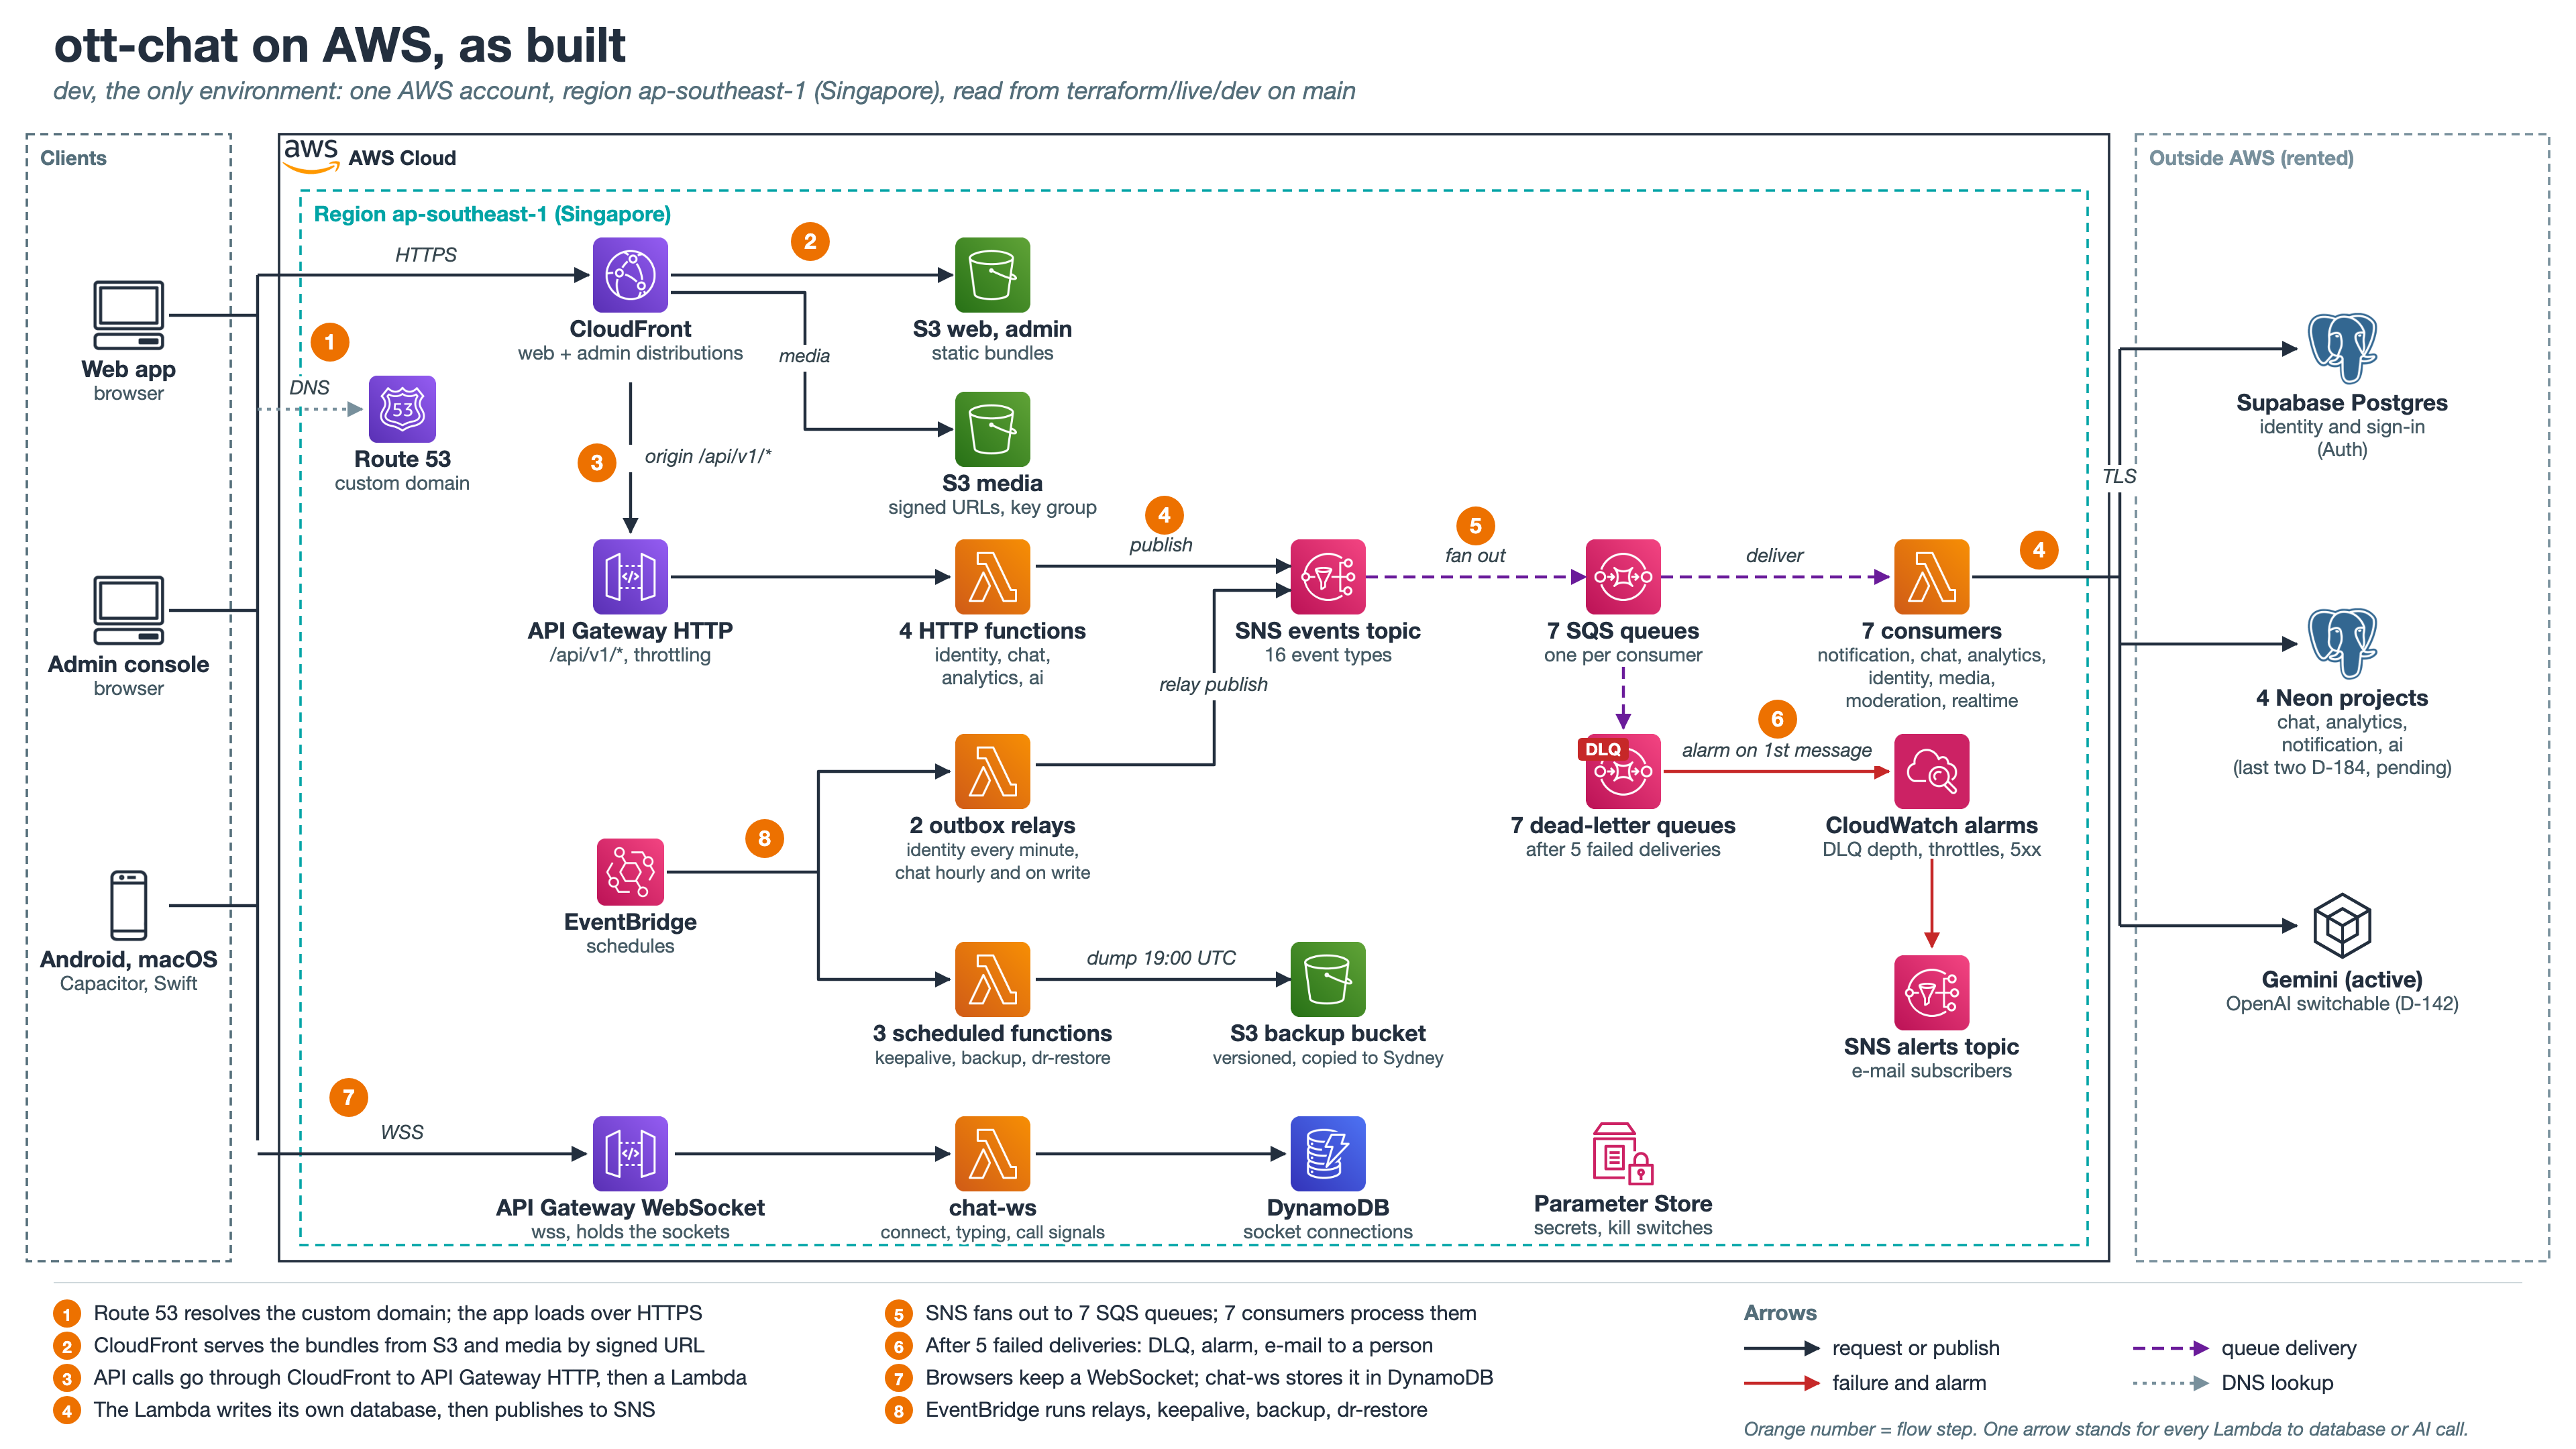 ott-chat on AWS, as built
dev, the only environment: one AWS account, region ap-southeast-1 (Singapore), read from terraform/live/dev on main
Clients
aws
AWS Cloud
Outside AWS (rented)
Region ap-southeast-1 (Singapore)
HTTPS
2
CloudFront
web + admin distributions
S3 web, admin
static bundles
media
Web app
browser
1
DNS
53
Route 53
custom domain
3
origin /api/v1/*
S3 media
signed URLs, key group
Supabase Postgres
identity and sign-in
(Auth)
TLS
4
publish
5
fan out
deliver
4
API Gateway HTTP
/api/v1/*, throttling
4 HTTP functions
identity, chat,
analytics, ai
SNS events topic
16 event types
7 SQS queues
one per consumer
7 consumers
notification, chat, analytics,
identity, media,
moderation, realtime
Admin console
browser
relay publish
4 Neon projects
chat, analytics,
notification, ai
(last two D-184, pending)
6
DLQ
alarm on 1st message
8
2 outbox relays
identity every minute,
chat hourly and on write
7 dead-letter queues
after 5 failed deliveries
CloudWatch alarms
DLQ depth, throttles, 5xx
EventBridge
schedules
Android, macOS
Capacitor, Swift
dump 19:00 UTC
Gemini (active)
OpenAI switchable (D-142)
3 scheduled functions
keepalive, backup, dr-restore
S3 backup bucket
versioned, copied to Sydney
SNS alerts topic
e-mail subscribers
7
WSS
API Gateway WebSocket
wss, holds the sockets
chat-ws
connect, typing, call signals
DynamoDB
socket connections
Parameter Store
secrets, kill switches
1 Route 53 resolves the custom domain; the app loads over HTTPS
2 CloudFront serves the bundles from S3 and media by signed URL
3 API calls go through CloudFront to API Gateway HTTP, then a Lambda
4 The Lambda writes its own database, then publishes to SNS
5 SNS fans out to 7 SQS queues; 7 consumers process them
6 After 5 failed deliveries: DLQ, alarm, e-mail to a person
7 Browsers keep a WebSocket; chat-ws stores it in DynamoDB
8 EventBridge runs relays, keepalive, backup, dr-restore
Arrows
request or publish
queue delivery
failure and alarm
DNS lookup
Orange number = flow step. One arrow stands for every Lambda to database or AI call.